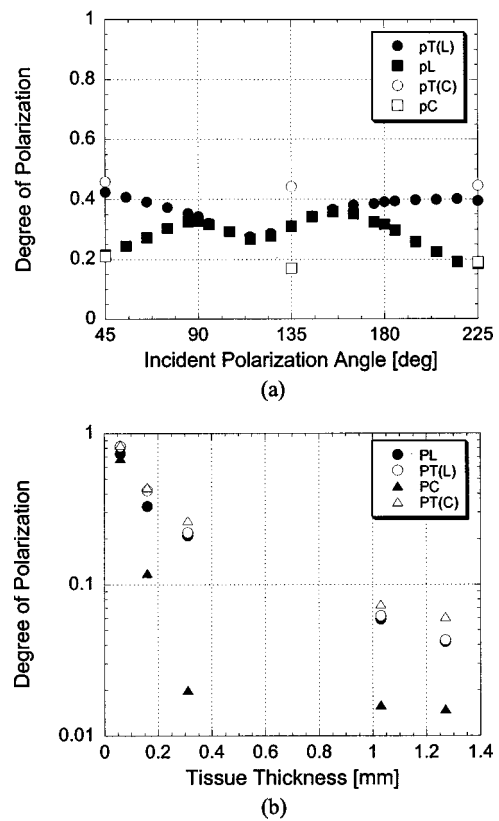 1
0.8
0.6
0.4
0.2
0
Degree of Polarization
pT(L)
pL
pT(C)
pC
45 90 135 180 225
Incident Polarization Angle [deg]
(a)
1
0.1
0.01
Degree of Polarization
PL
PT(L)
PC
PT(C)
0 0.2 0.4 0.6 0.8 1 1.2 1.4
Tissue Thickness [mm]
(b)